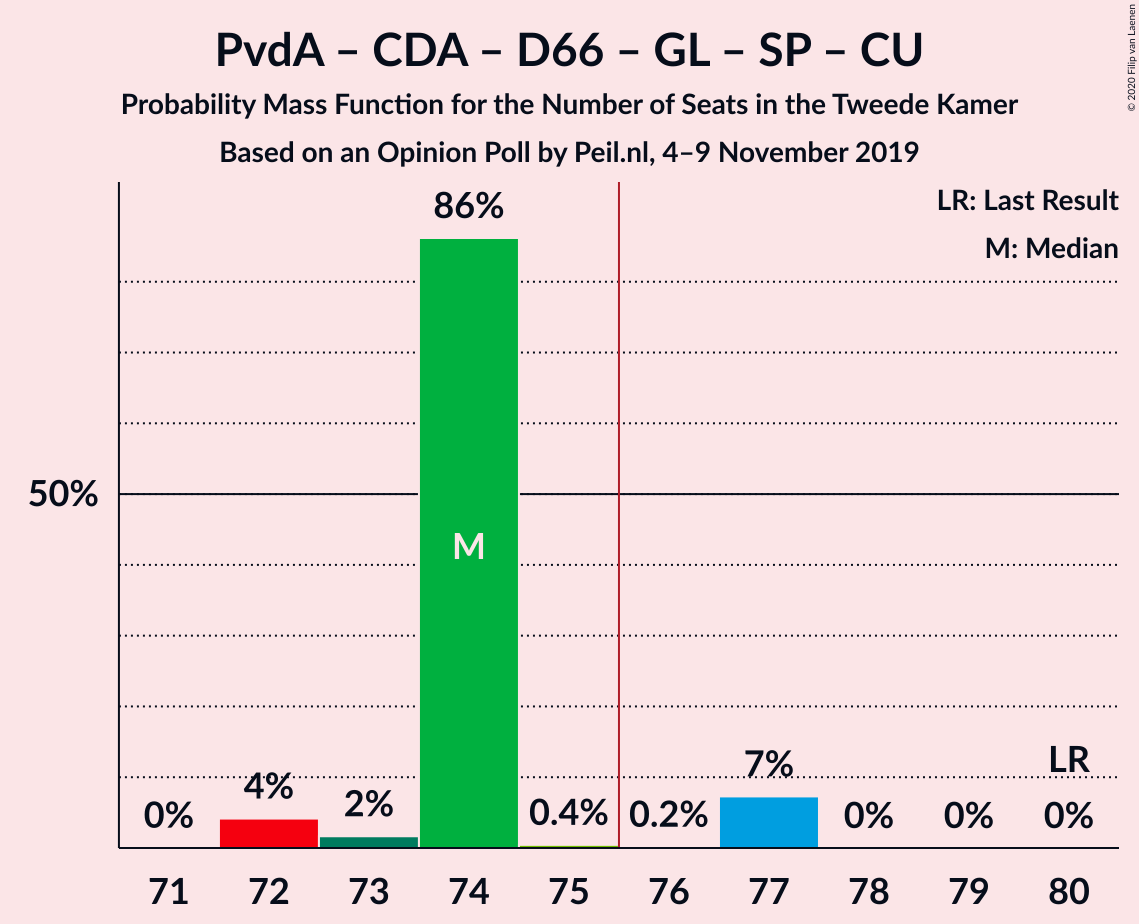 PvdA – CDA – D66 – GL – SP – CU
Probability Mass Function for the Number of Seats in the Tweede Kamer
Based on an Opinion Poll by Peil.nl, 4–9 November 2019
© 2020 Filip van Laenen
LR: Last Result
M: Median
50%
0%
4%
2%
86%
M
0.4%
0.2%
7%
0%
0%
LR
0%
71 72 73 74 75 76 77 78 79 80